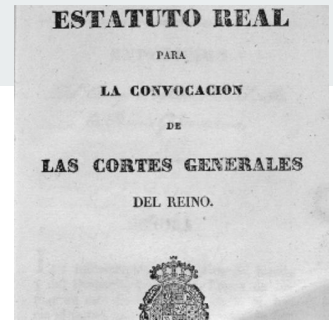 ESTATUTO REAL
PARA
LA CONVOCACION
DE
LAS CORTES GENERALES
DEL REINO.